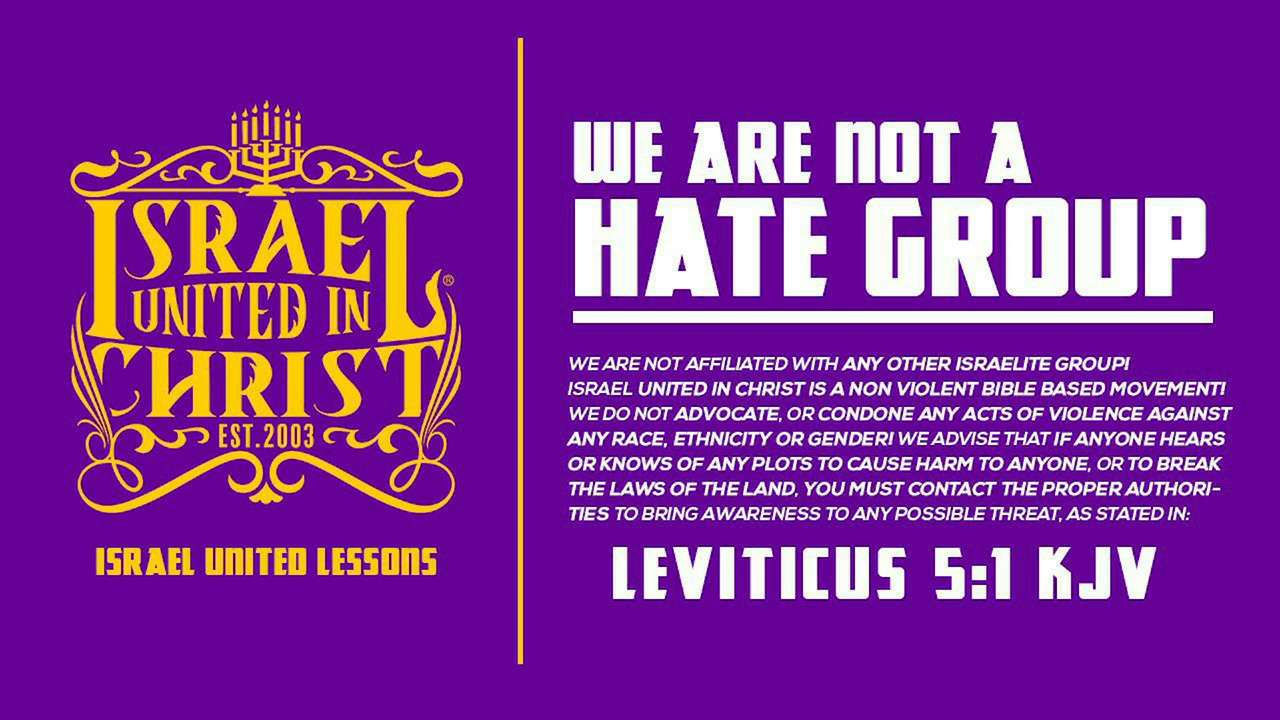 ISRAEL
UNITED IN
CHRIST
®
EST.2003
ISRAEL UNITED LESSONS
WE ARE NOT A
HATE GROUP
WE ARE NOT AFFILIATED WITH ANY OTHER ISRAELITE GROUP!
ISRAEL UNITED IN CHRIST IS A NON VIOLENT BIBLE BASED MOVEMENT!
WE DO NOT ADVOCATE, OR CONDONE ANY ACTS OF VIOLENCE AGAINST
ANY RACE, ETHNICITY OR GENDER! WE ADVISE THAT IF ANYONE HEARS
OR KNOWS OF ANY PLOTS TO CAUSE HARM TO ANYONE, OR TO BREAK
THE LAWS OF THE LAND, YOU MUST CONTACT THE PROPER AUTHORI-
TIES TO BRING AWARENESS TO ANY POSSIBLE THREAT, AS STATED IN:
LEVITICUS 5:1 KJV